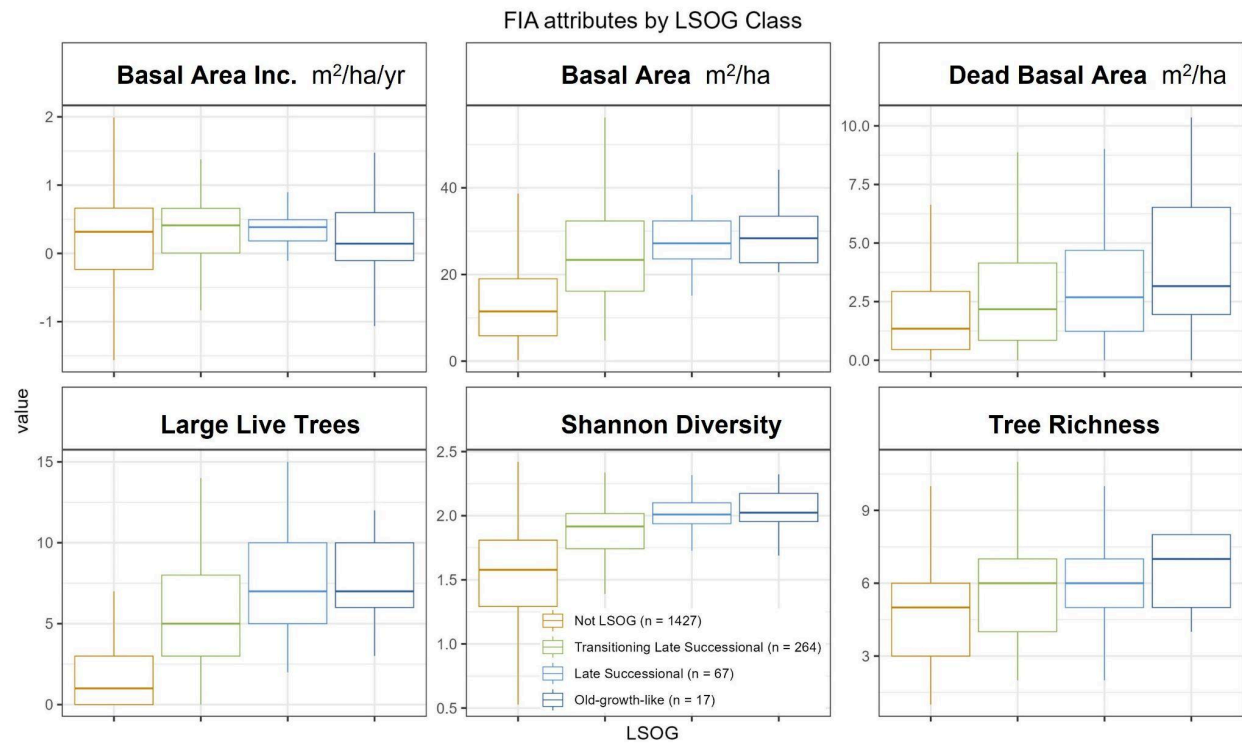 FIA attributes by LSOG Class
Basal Area Inc. m²/ha/yr
2
1
0
-1
Basal Area m²/ha
40
20
0
Dead Basal Area m²/ha
10.0
7.5
5.0
2.5
0.0
value
Large Live Trees
15
10
5
0
Shannon Diversity
2.5
2.0
1.5
1.0
0.5
Not LSOG (n = 1427)
Transitioning Late Successional (n = 264)
Late Successional (n = 67)
Old-growth-like (n = 17)
Tree Richness
9
6
3
LSOG